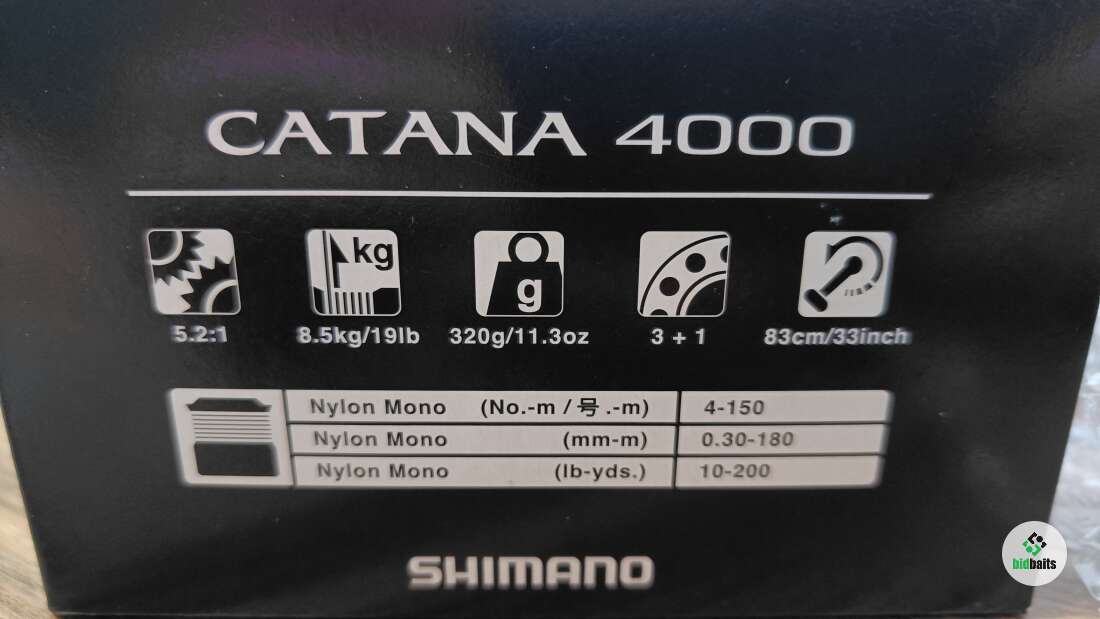 CATANA 4000
kg
g
5.2:1 8.5kg/19lb 320g/11.3oz 3 + 1 83cm/33inch
Nylon Mono (No.-m / 号 .-m) 4-150
Nylon Mono (mm-m) 0.30-180
Nylon Mono (lb-yds.) 10-200
SHIMANO
bidbaits